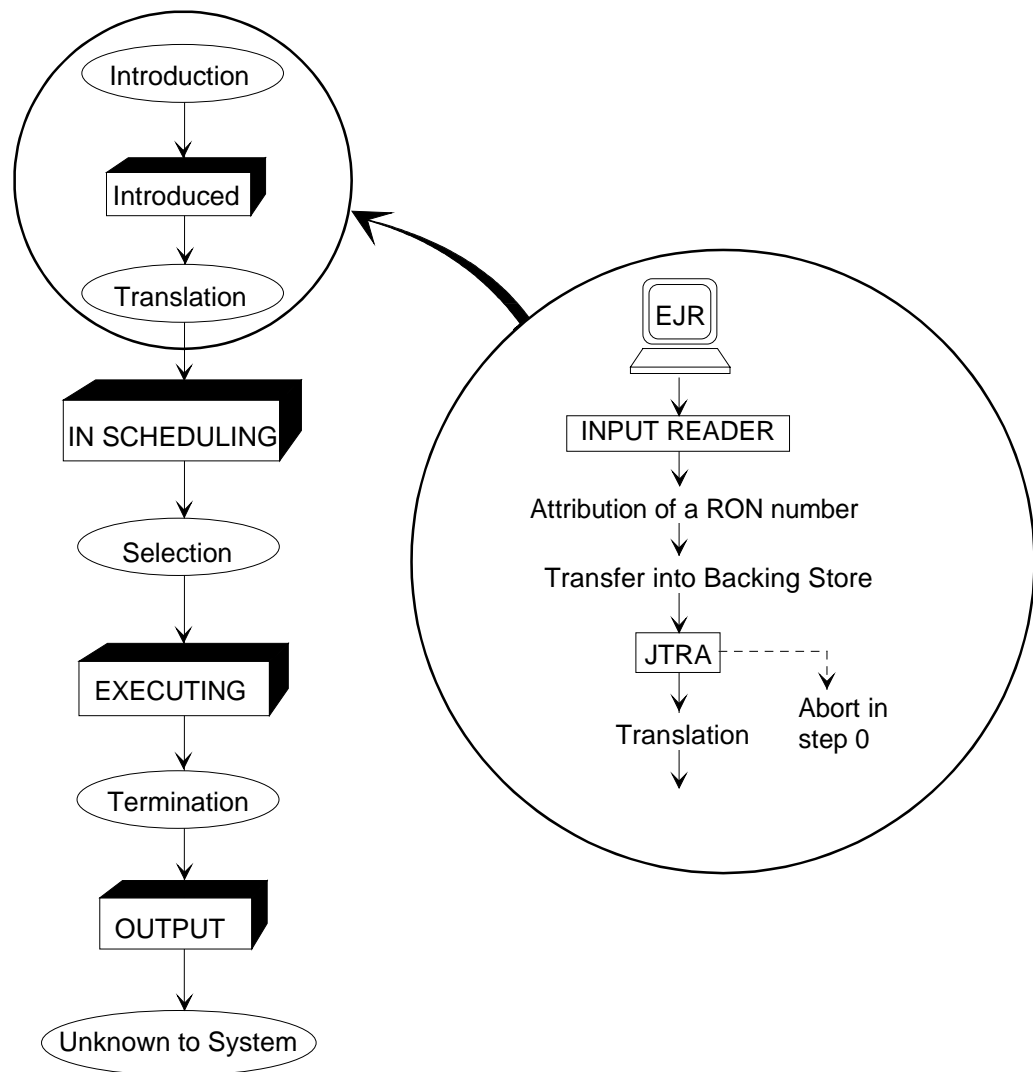 Introduction
Introduced
Translation
IN SCHEDULING
Selection
EXECUTING
Termination
OUTPUT
Unknown to System
EJR
INPUT READER
Attribution of a RON number
Transfer into Backing Store
JTRA
Abort in
step 0
Translation